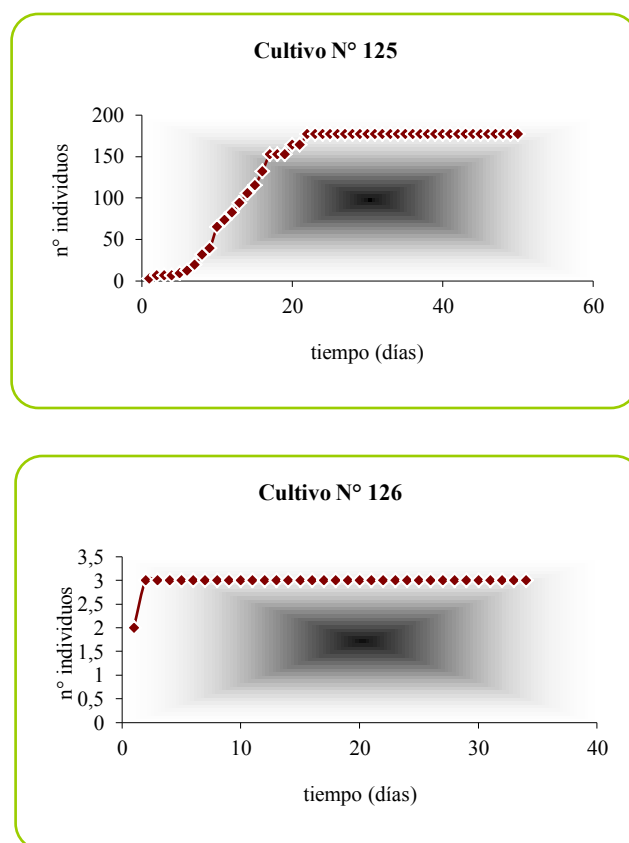 Cultivo N° 125
200
150
100
50
0
n° individuos
0 20 40 60
tiempo (días)
Cultivo N° 126
3,5
3
2,5
2
1,5
1
0,5
0
n° individuos
0 10 20 30 40
tiempo (días)